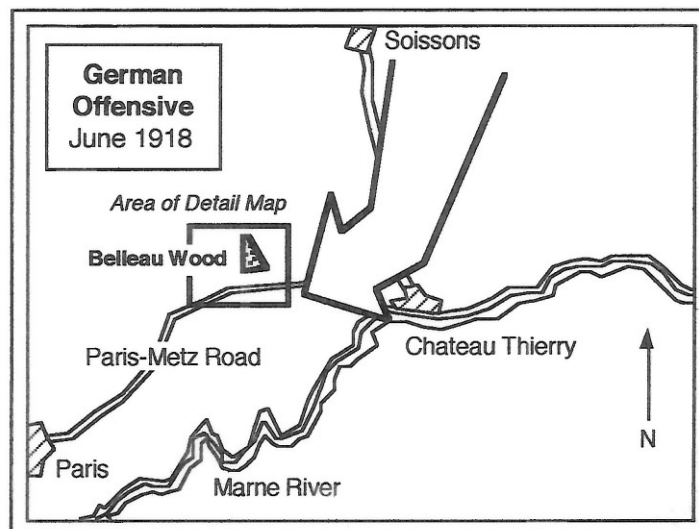 German
Offensive
June 1918
Soissons
Area of Detail Map
Belleau Wood
Paris-Metz Road
Chateau Thierry
N
Paris
Marne River